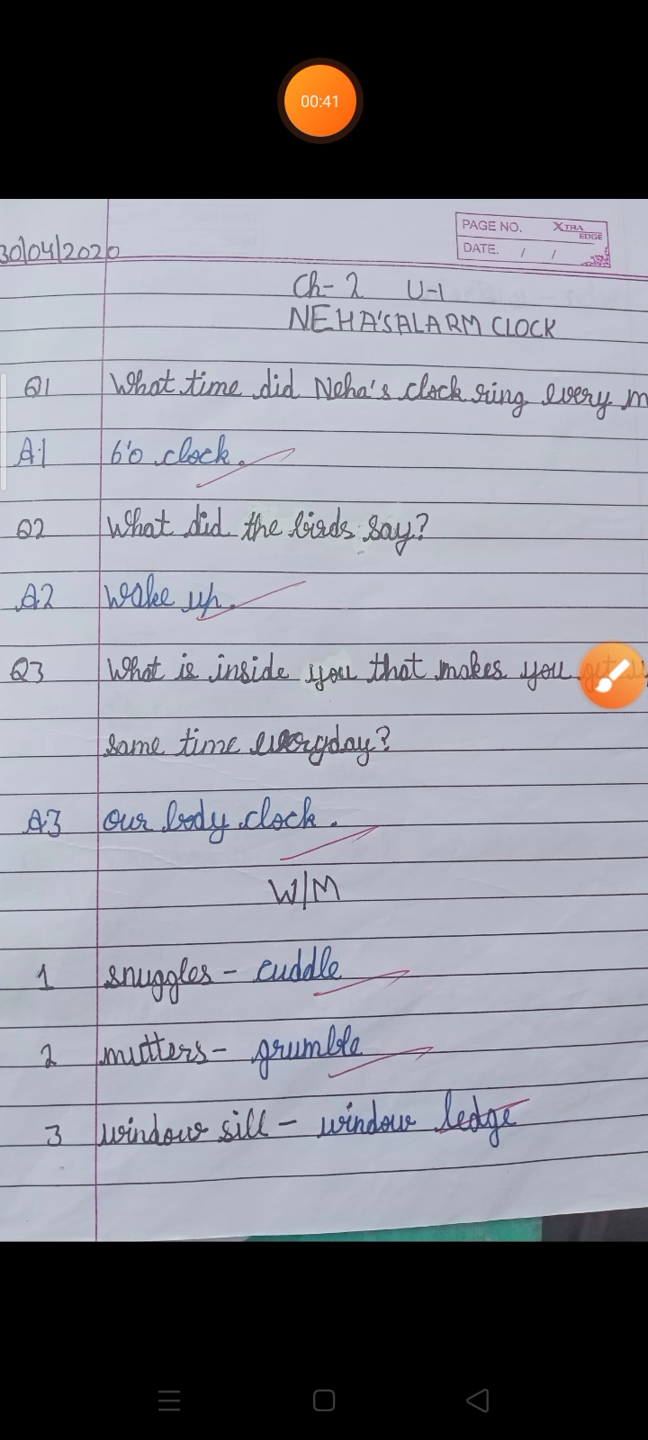 00:41
PAGE NO. XTRA EDGE
DATE. / /
30/04/2020
Ch-2 U-1
NEHA'S ALARM CLOCK
Q1 What time did Neha's clock ring every m
A1 6'o clock.
Q2 What did the birds say?
A2 Wake up.
Q3 What is inside you that makes you
same time everyday?
A3 our body clock.
W/M
1 snuggles - cuddle
2 mutters - grumble
3 window sill - window ledge